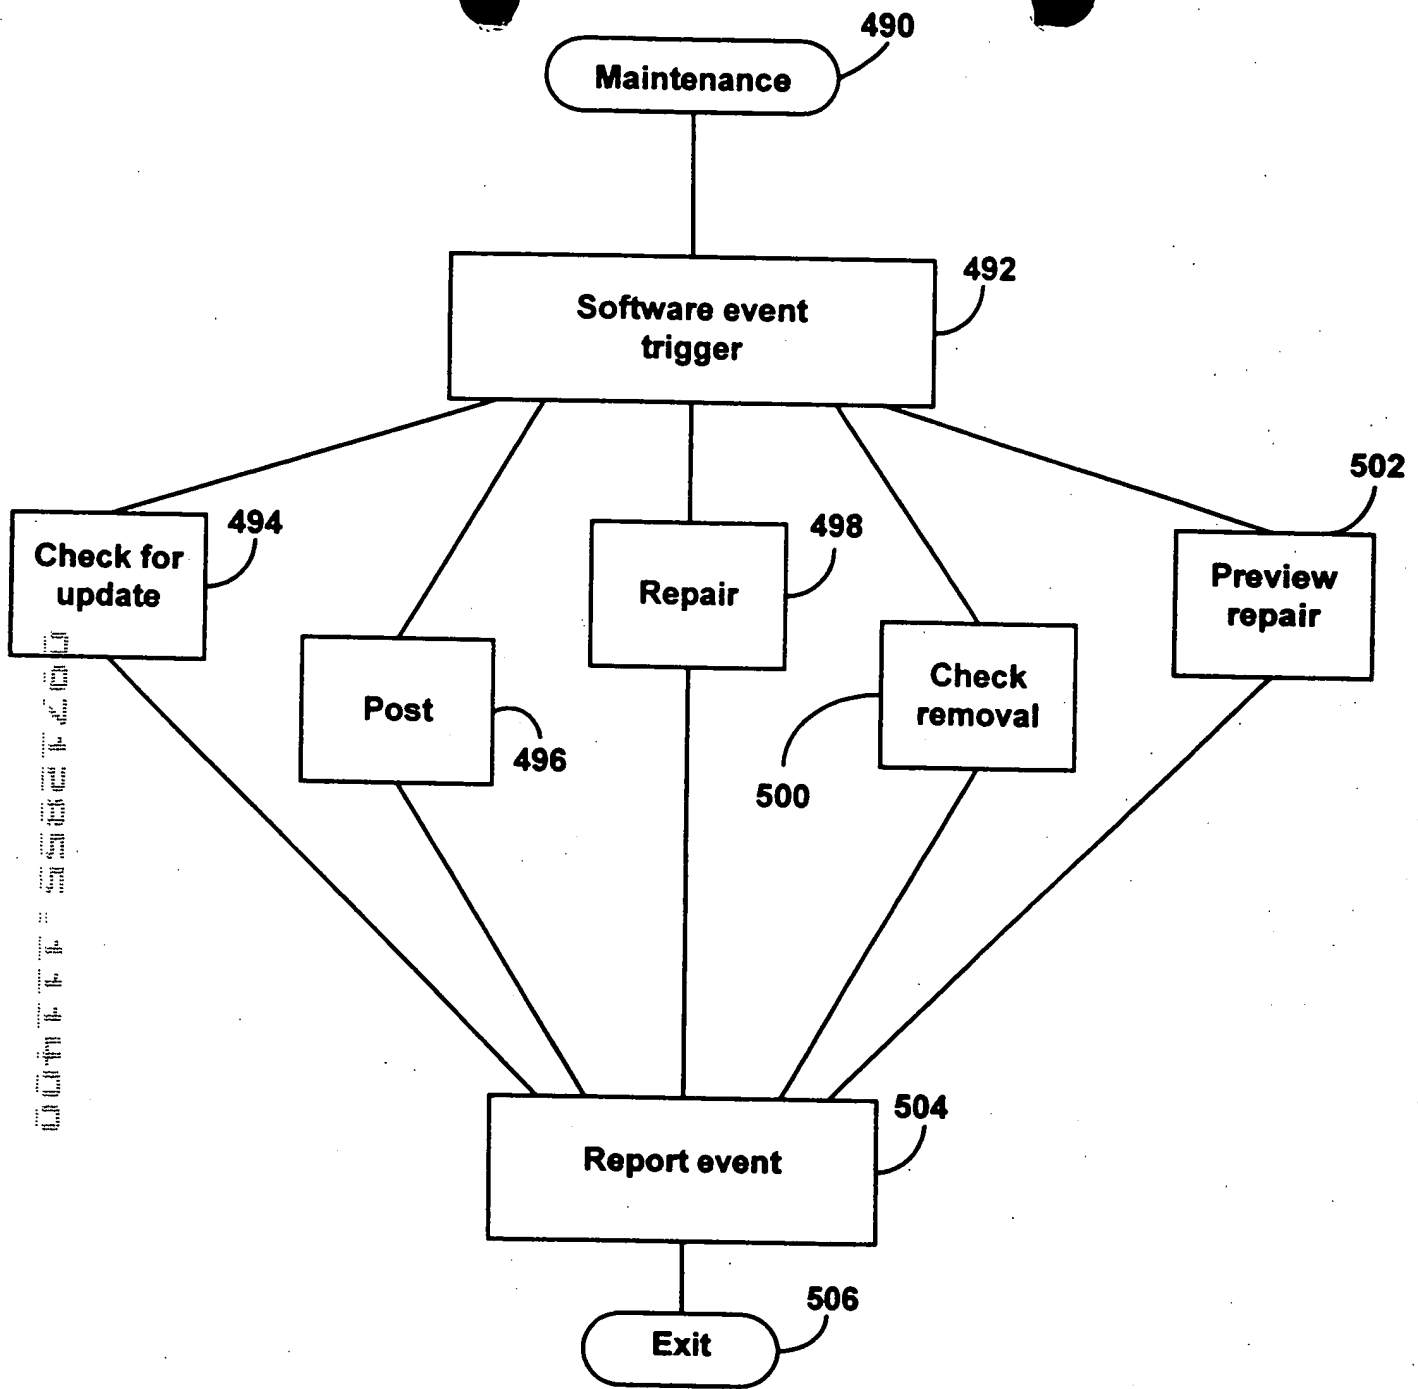 490
Maintenance
492
Software event
trigger
494
Check for
update
496
Post
498
Repair
500
Check
removal
502
Preview
repair
504
Report event
506
Exit